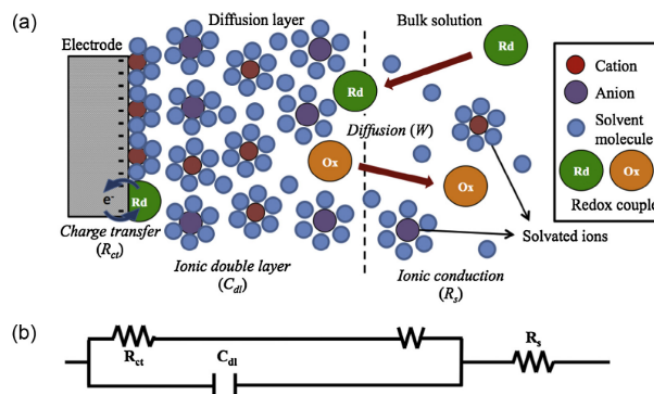 (a)
Diffusion layer
Bulk solution
Electrode
Rd
Rd
Cation
Anion
Solvent
molecule
Diffusion (W)
Ox
Ox
Rd
Ox
Redox couple
e-
Rd
Charge transfer
(Rct)
Ionic double layer
(Cdl)
Ionic conduction
(Rs)
Solvated ions
(b)
Rct
Cdl
W
Rs